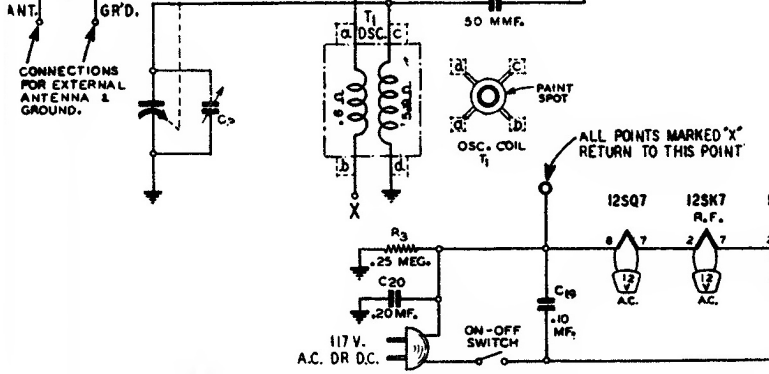 ANT.
GR'D.
CONNECTIONS
FOR EXTERNAL
ANTENNA &
GROUND.
T1
OSC.
a
c
.6 Ω
b
d
X
50 MMF.
a
c
PAINT
SPOT
d
b
OSC. COIL
T1
ALL POINTS MARKED "X"
RETURN TO THIS POINT
12SQ7
12SK7
R.F.
8
7
2
7
12
V
A.C.
12
V
A.C.
R3
.25 MEG.
C20
.20MF.
C19
.10
MF.
117 V.
A.C. OR D.C.
ON-OFF
SWITCH